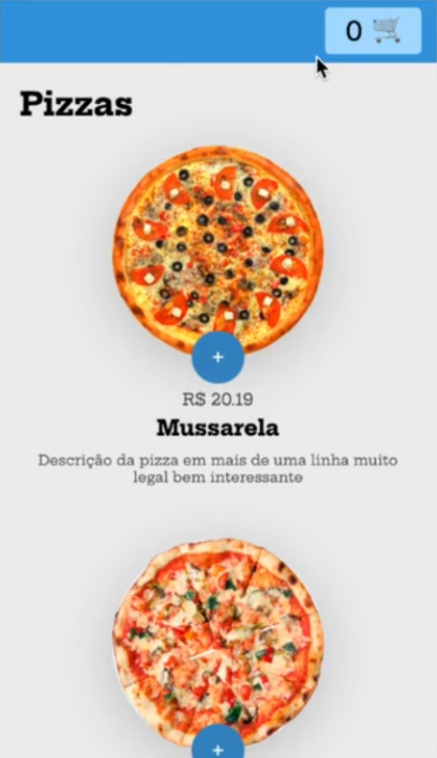 0
Pizzas
+
R$ 20.19
Mussarela
Descrição da pizza em mais de uma linha muito
legal bem interessante
+